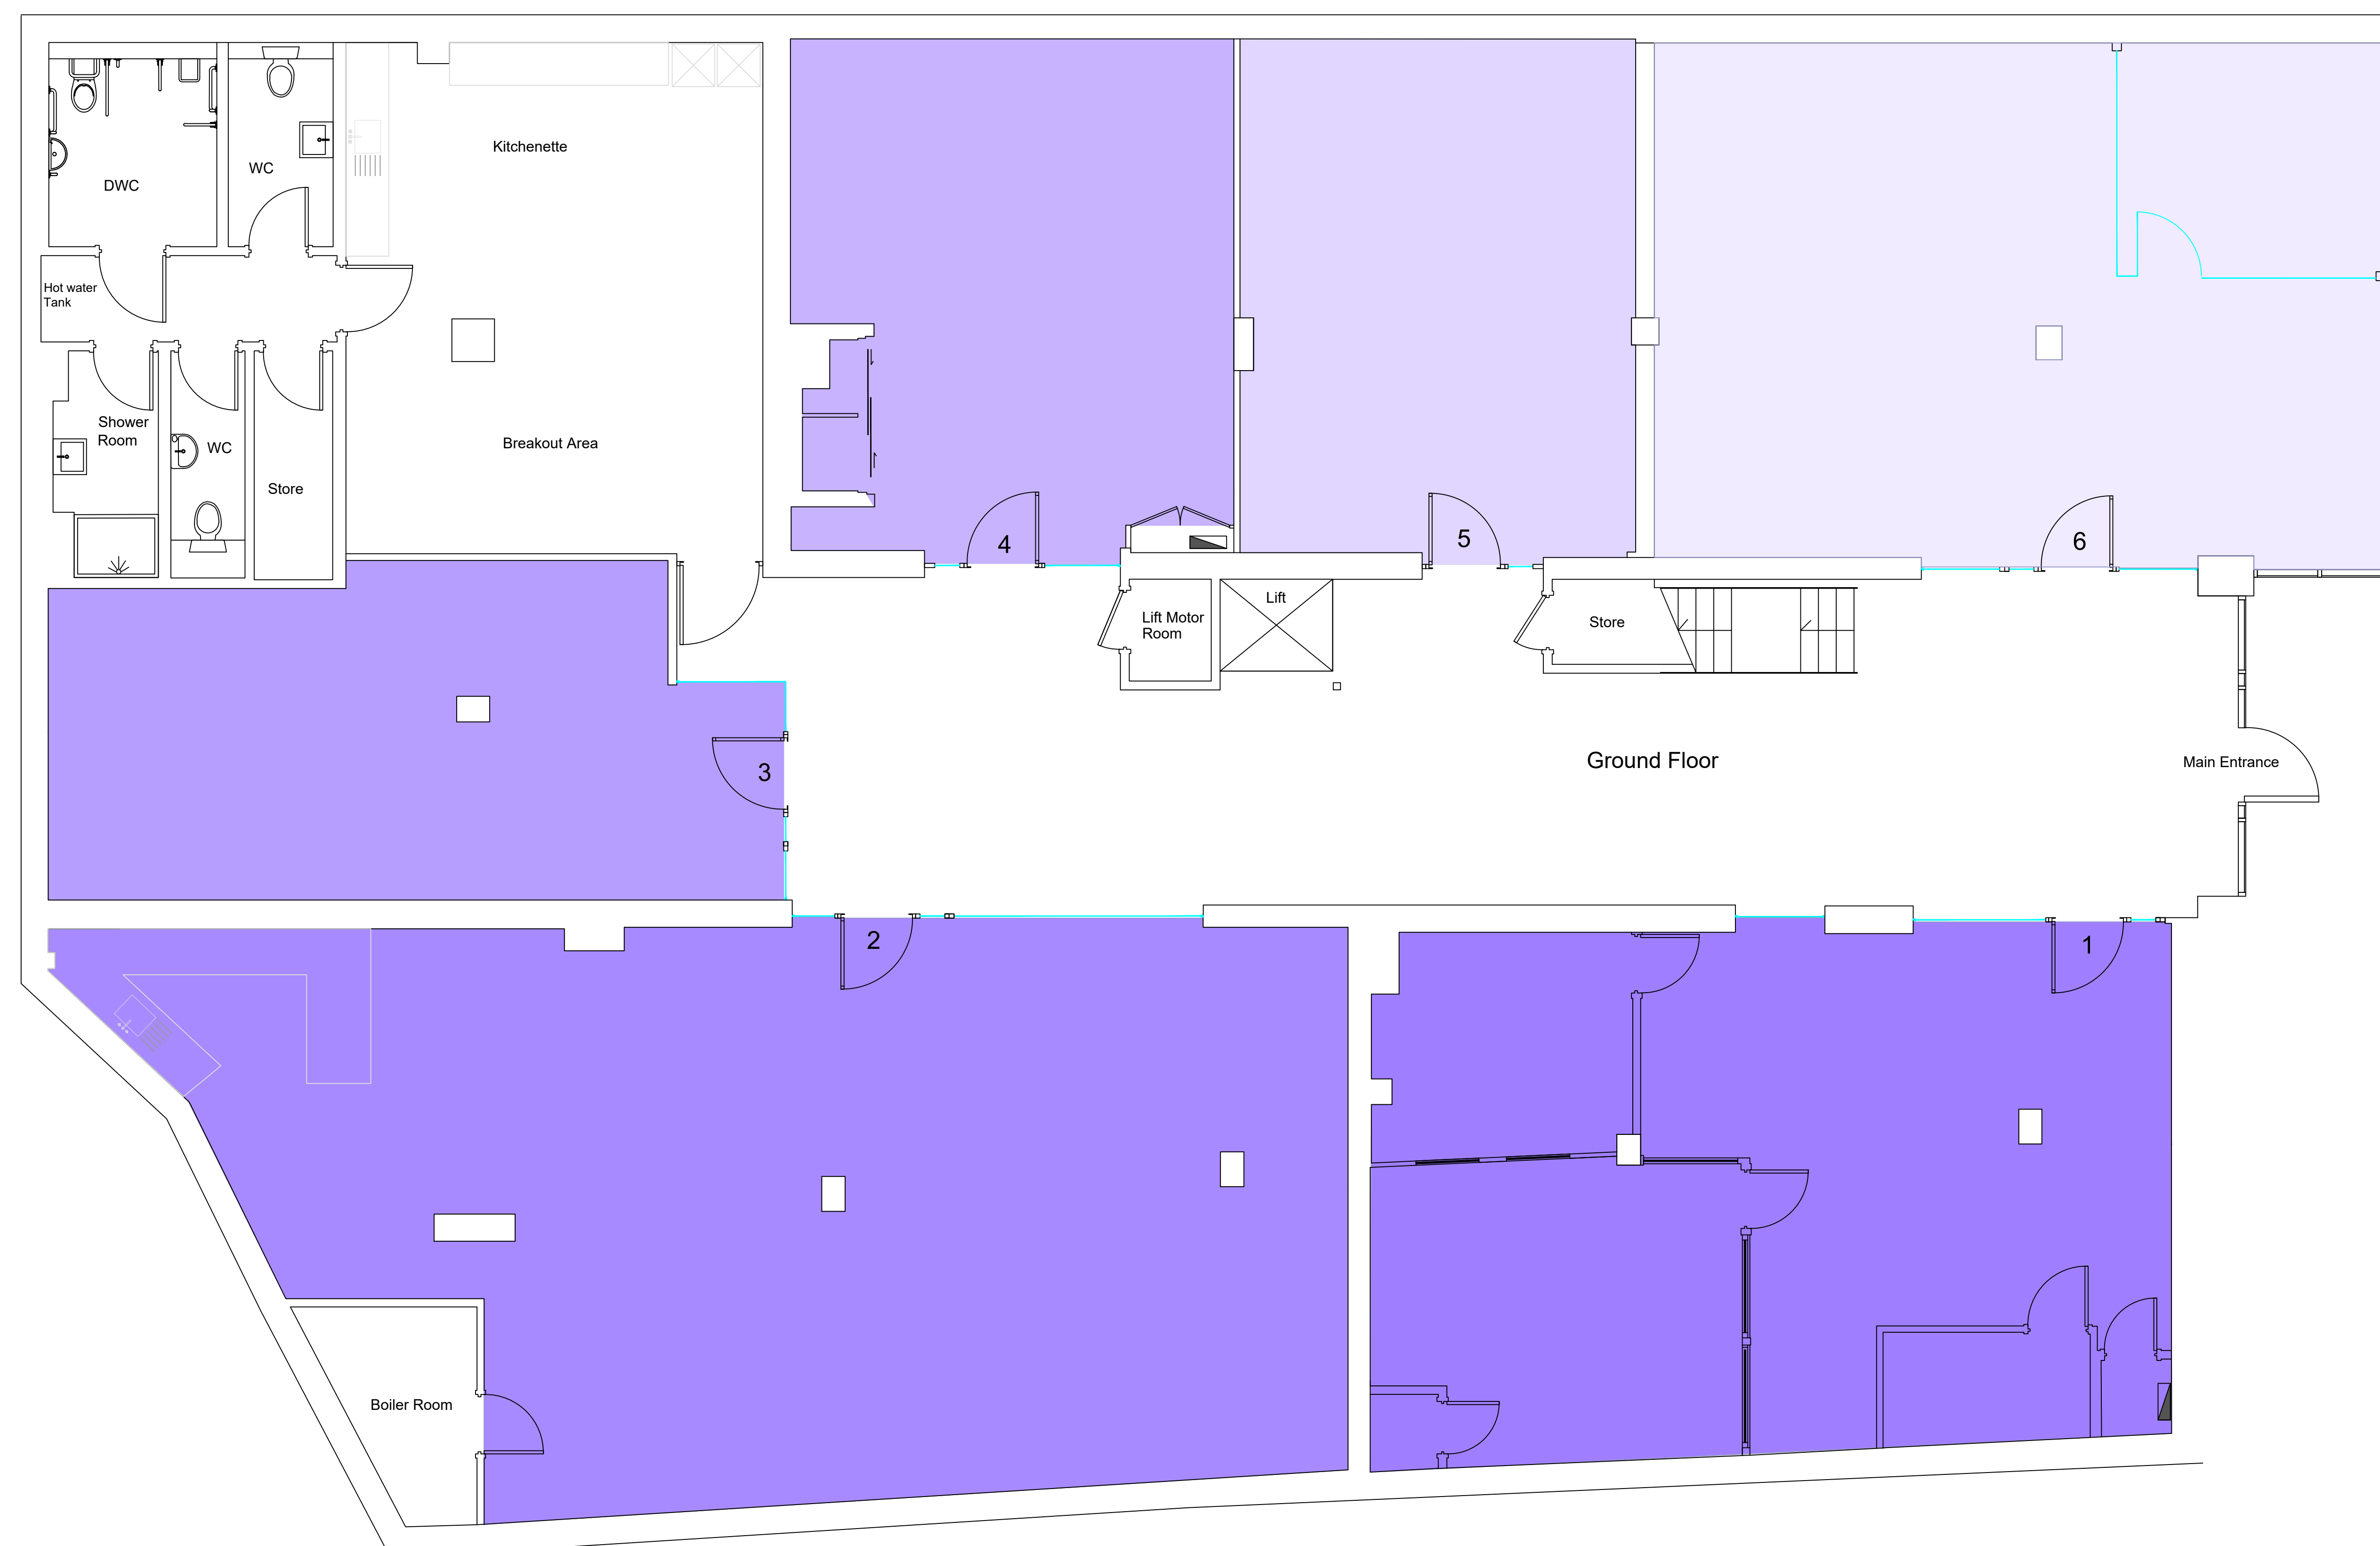 Kitchenette
WC
DWC
Hot water
Tank
Shower
Room
WC
Store
Breakout Area
4
5
6
Lift Motor
Room
Lift
Store
3
Ground Floor
Main Entrance
2
1
Boiler Room